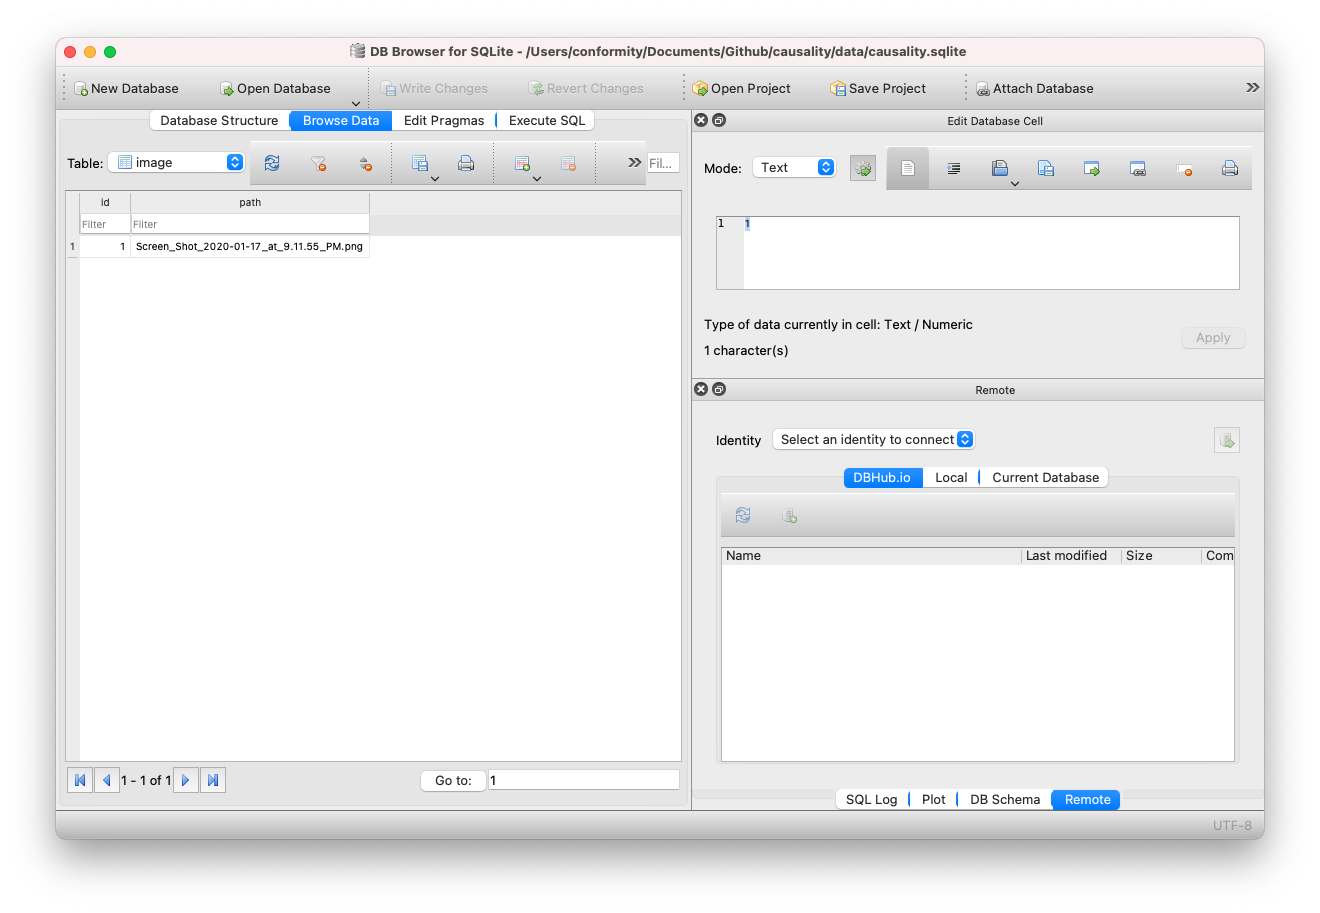 DB Browser for SQLite - /Users/conformity/Documents/Github/causality/data/causality.sqlite
New Database Open Database Write Changes Revert Changes Open Project Save Project Attach Database
Database Structure Browse Data Edit Pragmas Execute SQL
Table: image Fil...
id path
Filter Filter
1 1 Screen_Shot_2020-01-17_at_9.11.55_PM.png
1 - 1 of 1 Go to: 1
Edit Database Cell
Mode: Text
1 1
Type of data currently in cell: Text / Numeric
1 character(s)
Apply
Remote
Identity Select an identity to connect
DBHub.io Local Current Database
Name Last modified Size Com
SQL Log Plot DB Schema Remote
UTF-8